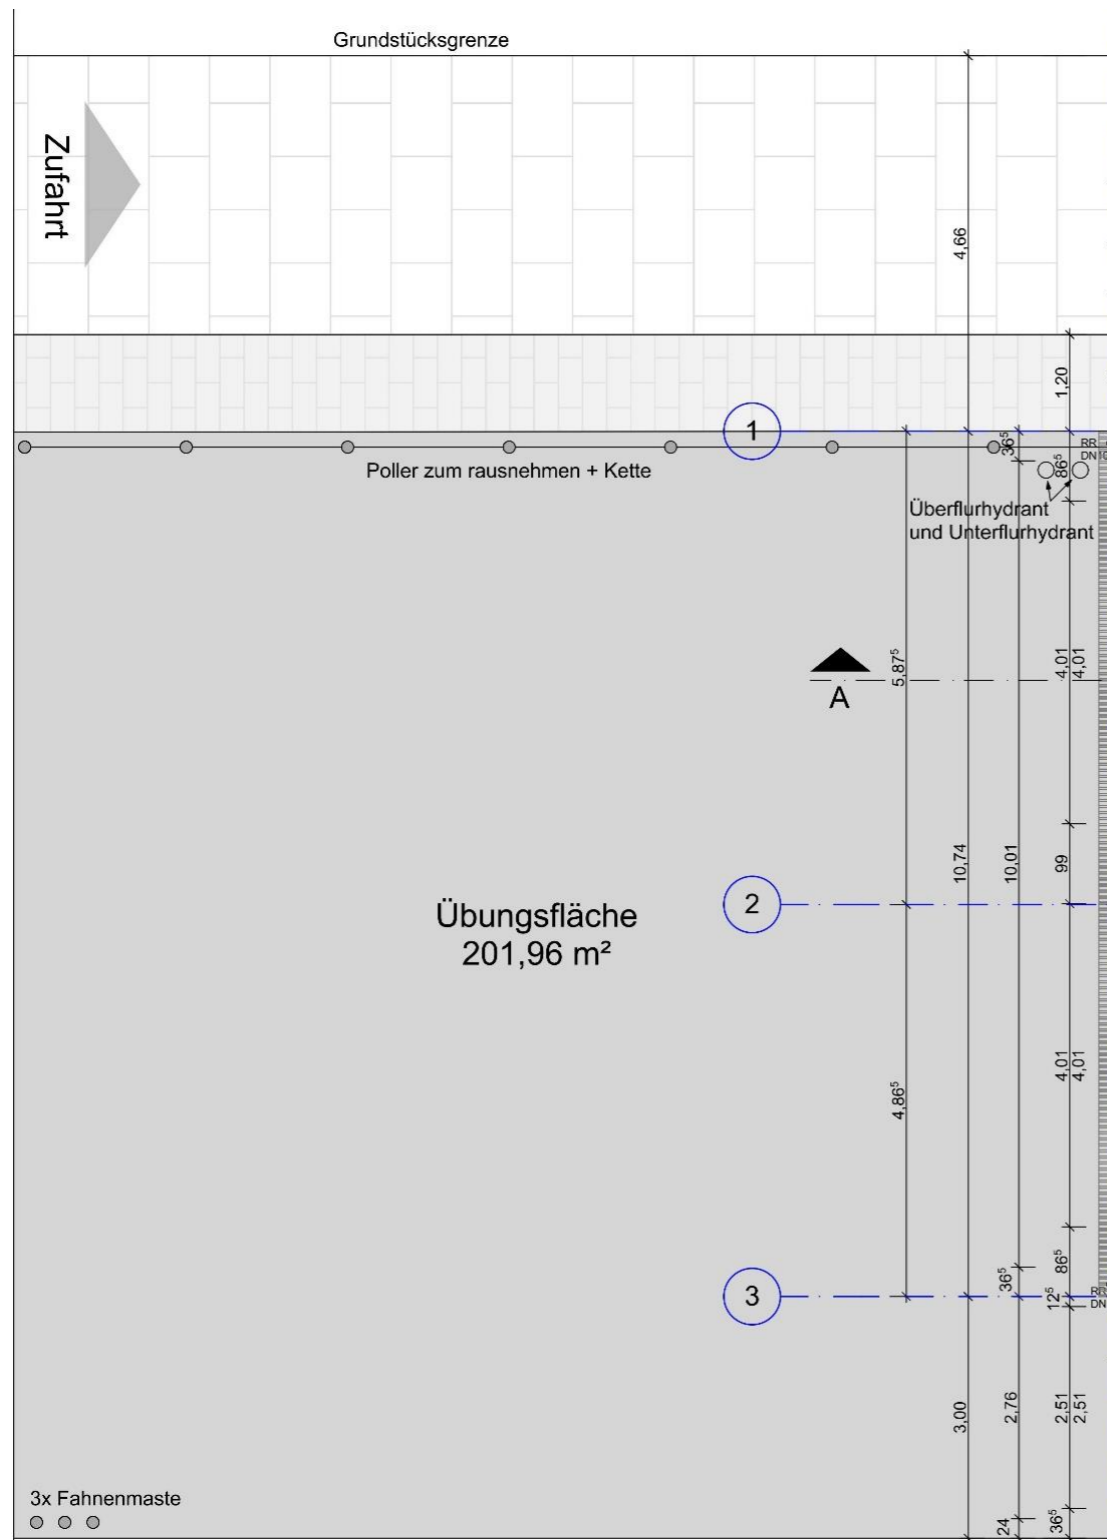 Grundstücksgrenze
Zufahrt
4,66
1,20
1
36⁵
RR
DN10
Poller zum rausnehmen + Kette
86⁵
Überflurhydrant
und Unterflurhydrant
5,87⁵
4,01
4,01
A
10,74
10,01
99
2
Übungsfläche
201,96 m²
4,01
4,01
4,86⁵
86⁵
36⁵
3
12⁵
DN
3,00
2,76
2,51
2,51
3x Fahnenmaste
24
36⁵